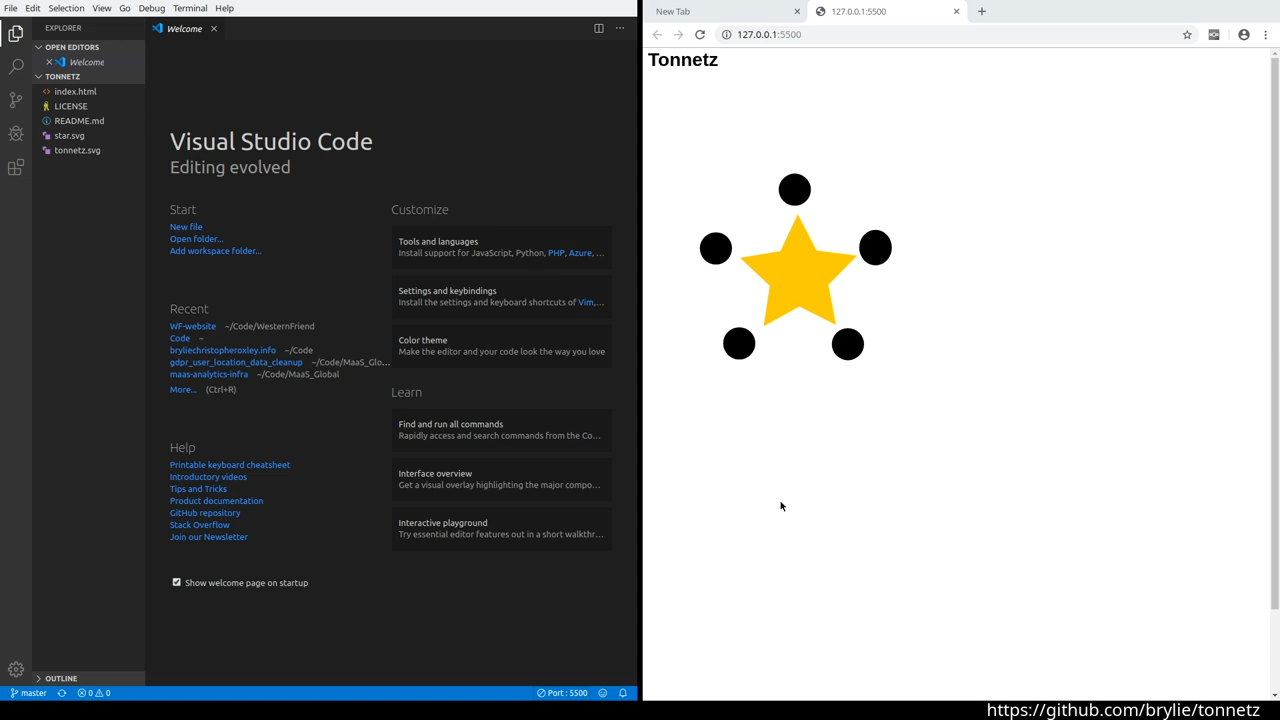 File Edit Selection View Go Debug Terminal Help
EXPLORER
OPEN EDITORS
Welcome
TONNETZ
index.html
LICENSE
README.md
star.svg
tonnetz.svg
OUTLINE
Welcome
Visual Studio Code
Editing evolved
Start
New file
Open folder...
Add workspace folder...
Recent
WF-website ~/Code/WesternFriend
Code ~
bryliechristopheroxley.info ~/Code
gdpr_user_location_data_cleanup ~/Code/MaaS_Glo...
maas-analytics-infra ~/Code/MaaS_Global
More... (Ctrl+R)
Help
Printable keyboard cheatsheet
Introductory videos
Tips and Tricks
Product documentation
GitHub repository
Stack Overflow
Join our Newsletter
Show welcome page on startup
Customize
Tools and languages
Install support for JavaScript, Python, PHP, Azure, ...
Settings and keybindings
Install the settings and keyboard shortcuts of Vim,...
Color theme
Make the editor and your code look the way you love
Learn
Find and run all commands
Rapidly access and search commands from the Co...
Interface overview
Get a visual overlay highlighting the major compo...
Interactive playground
Try essential editor features out in a short walkthr...
master 0 0 Port : 5500
New Tab 127.0.0.1:5500
127.0.0.1:5500
Tonnetz
https://github.com/brylie/tonnetz